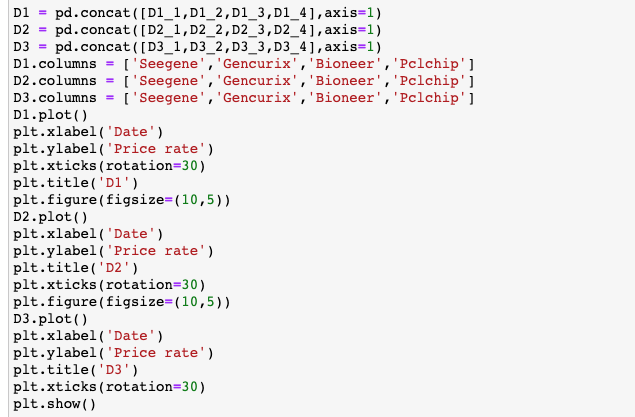 D1 = pd.concat([D1_1,D1_2,D1_3,D1_4],axis=1)
D2 = pd.concat([D2_1,D2_2,D2_3,D2_4],axis=1)
D3 = pd.concat([D3_1,D3_2,D3_3,D3_4],axis=1)
D1.columns = ['Seegene','Gencurix','Bioneer','Pclchip']
D2.columns = ['Seegene','Gencurix','Bioneer','Pclchip']
D3.columns = ['Seegene','Gencurix','Bioneer','Pclchip']
D1.plot()
plt.xlabel('Date')
plt.ylabel('Price rate')
plt.xticks(rotation=30)
plt.title('D1')
plt.figure(figsize=(10,5))
D2.plot()
plt.xlabel('Date')
plt.ylabel('Price rate')
plt.title('D2')
plt.xticks(rotation=30)
plt.figure(figsize=(10,5))
D3.plot()
plt.xlabel('Date')
plt.ylabel('Price rate')
plt.title('D3')
plt.xticks(rotation=30)
plt.show()